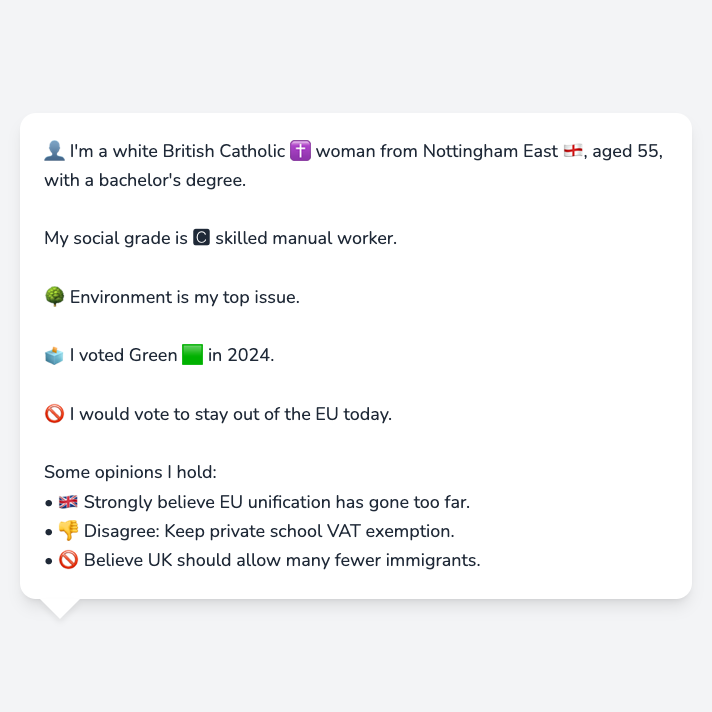 👤 I'm a white British Catholic ✝️ woman from Nottingham East 🏴󠁧󠁢󠁥󠁮󠁧󠁿, aged 55,
with a bachelor's degree.
My social grade is 🅲 skilled manual worker.
🌳 Environment is my top issue.
🗳️ I voted Green 🟩 in 2024.
🚫 I would vote to stay out of the EU today.
Some opinions I hold:
• 🇬🇧 Strongly believe EU unification has gone too far.
• 👎 Disagree: Keep private school VAT exemption.
• 🚫 Believe UK should allow many fewer immigrants.